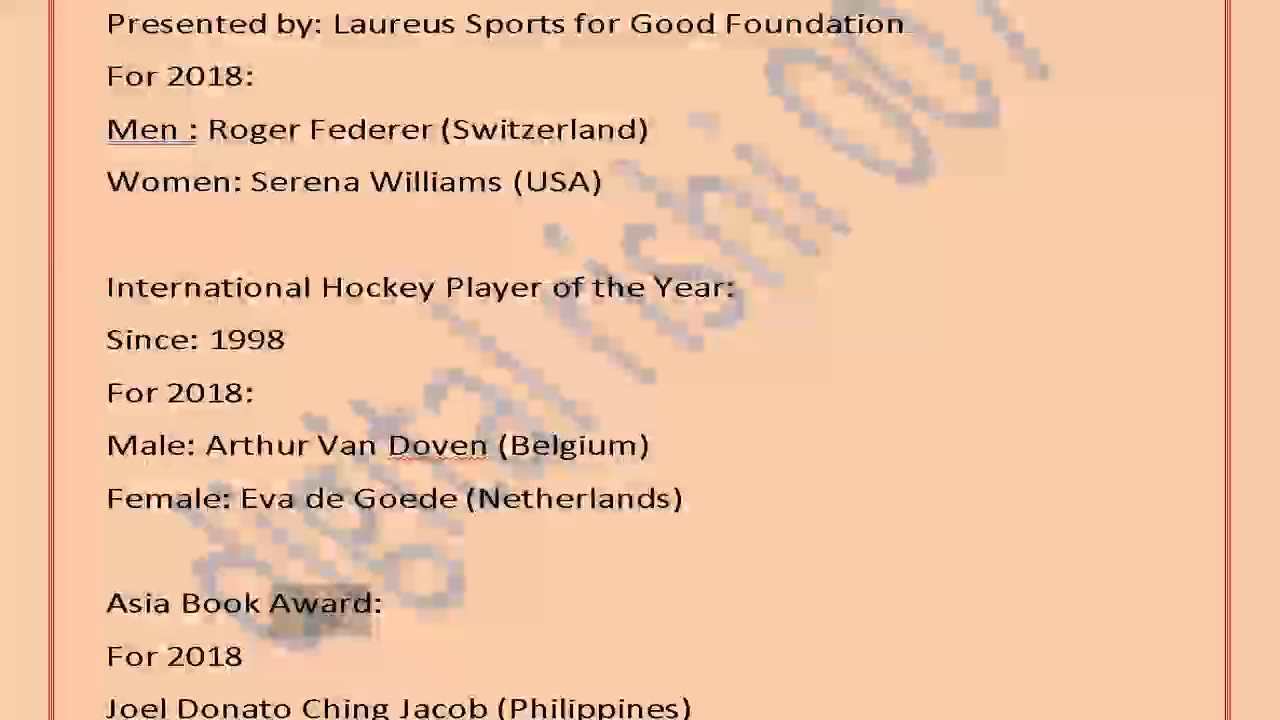 Presented by: Laureus Sports for Good Foundation
For 2018:
Men : Roger Federer (Switzerland)
Women: Serena Williams (USA)
International Hockey Player of the Year:
Since: 1998
For 2018:
Male: Arthur Van Doven (Belgium)
Female: Eva de Goede (Netherlands)
Asia Book Award:
For 2018
Joel Donato Ching Jacob (Philippines)